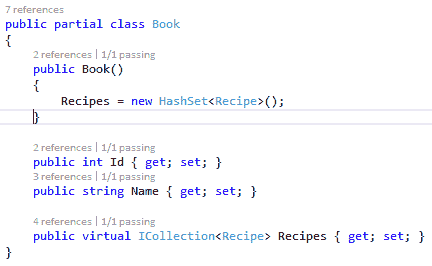 7 references
public partial class Book
{
2 references | 1/1 passing
public Book()
{
Recipes = new HashSet<Recipe>();
}
2 references | 1/1 passing
public int Id { get; set; }
3 references | 1/1 passing
public string Name { get; set; }
4 references | 1/1 passing
public virtual ICollection<Recipe> Recipes { get; set; }
}